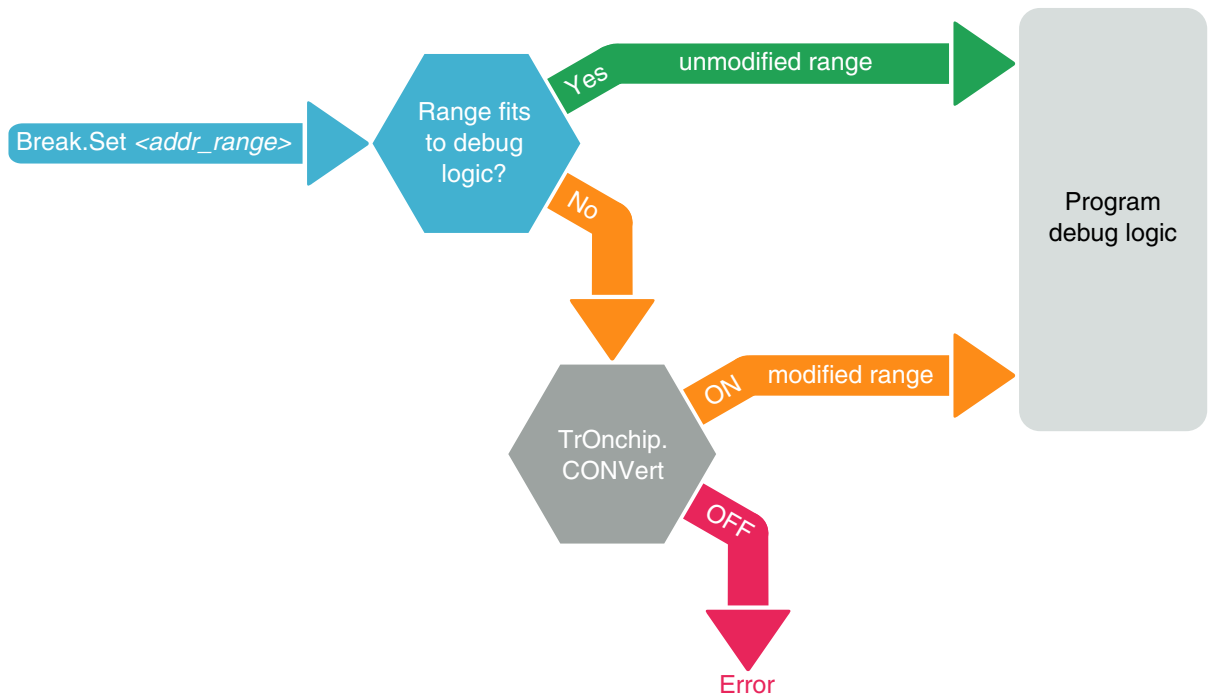 Break.Set <addr_range>
Range fits
to debug
logic?
Yes
unmodified range
No
Program
debug logic
TrOnchip.
CONVert
ON
modified range
OFF
Error